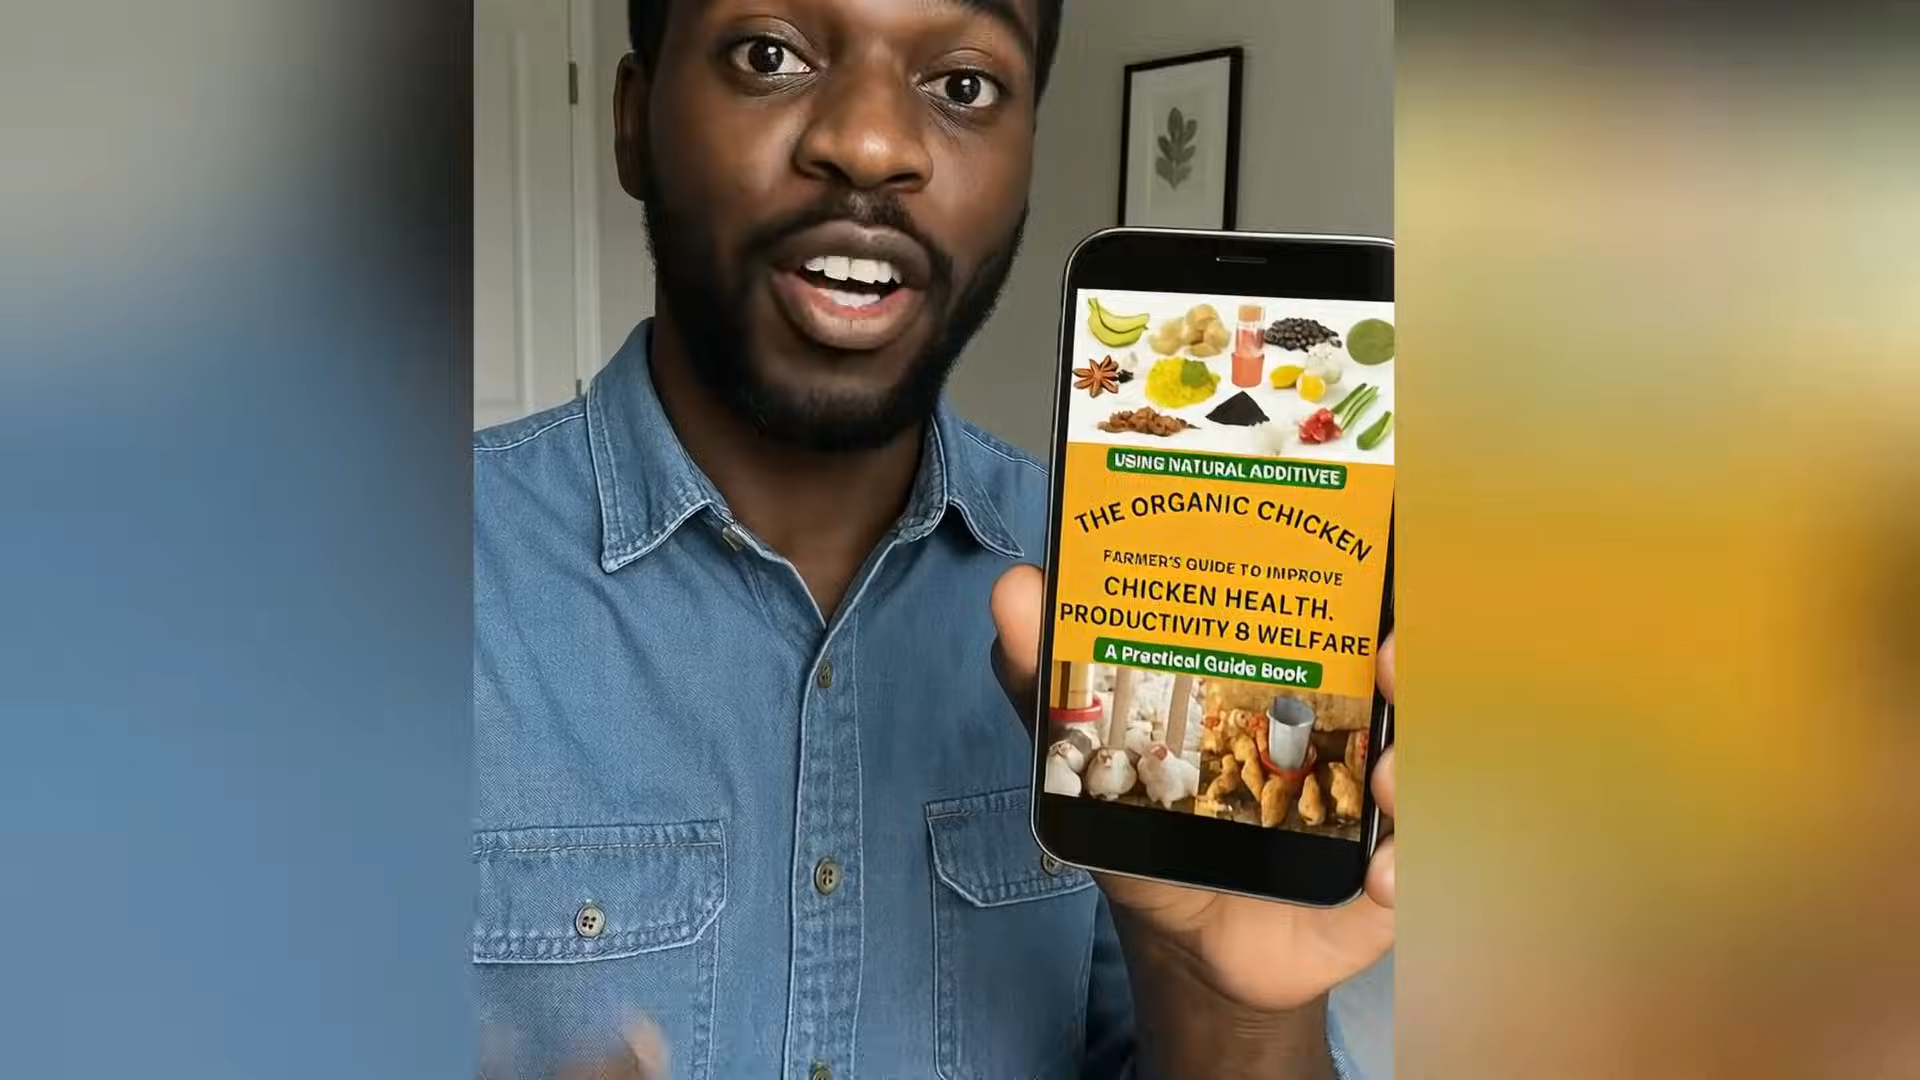 USING NATURAL ADDITIVEE
THE ORGANIC CHICKEN
FARMER'S GUIDE TO IMPROVE
CHICKEN HEALTH.
PRODUCTIVITY 8 WELFARE
A Practical Guide Book